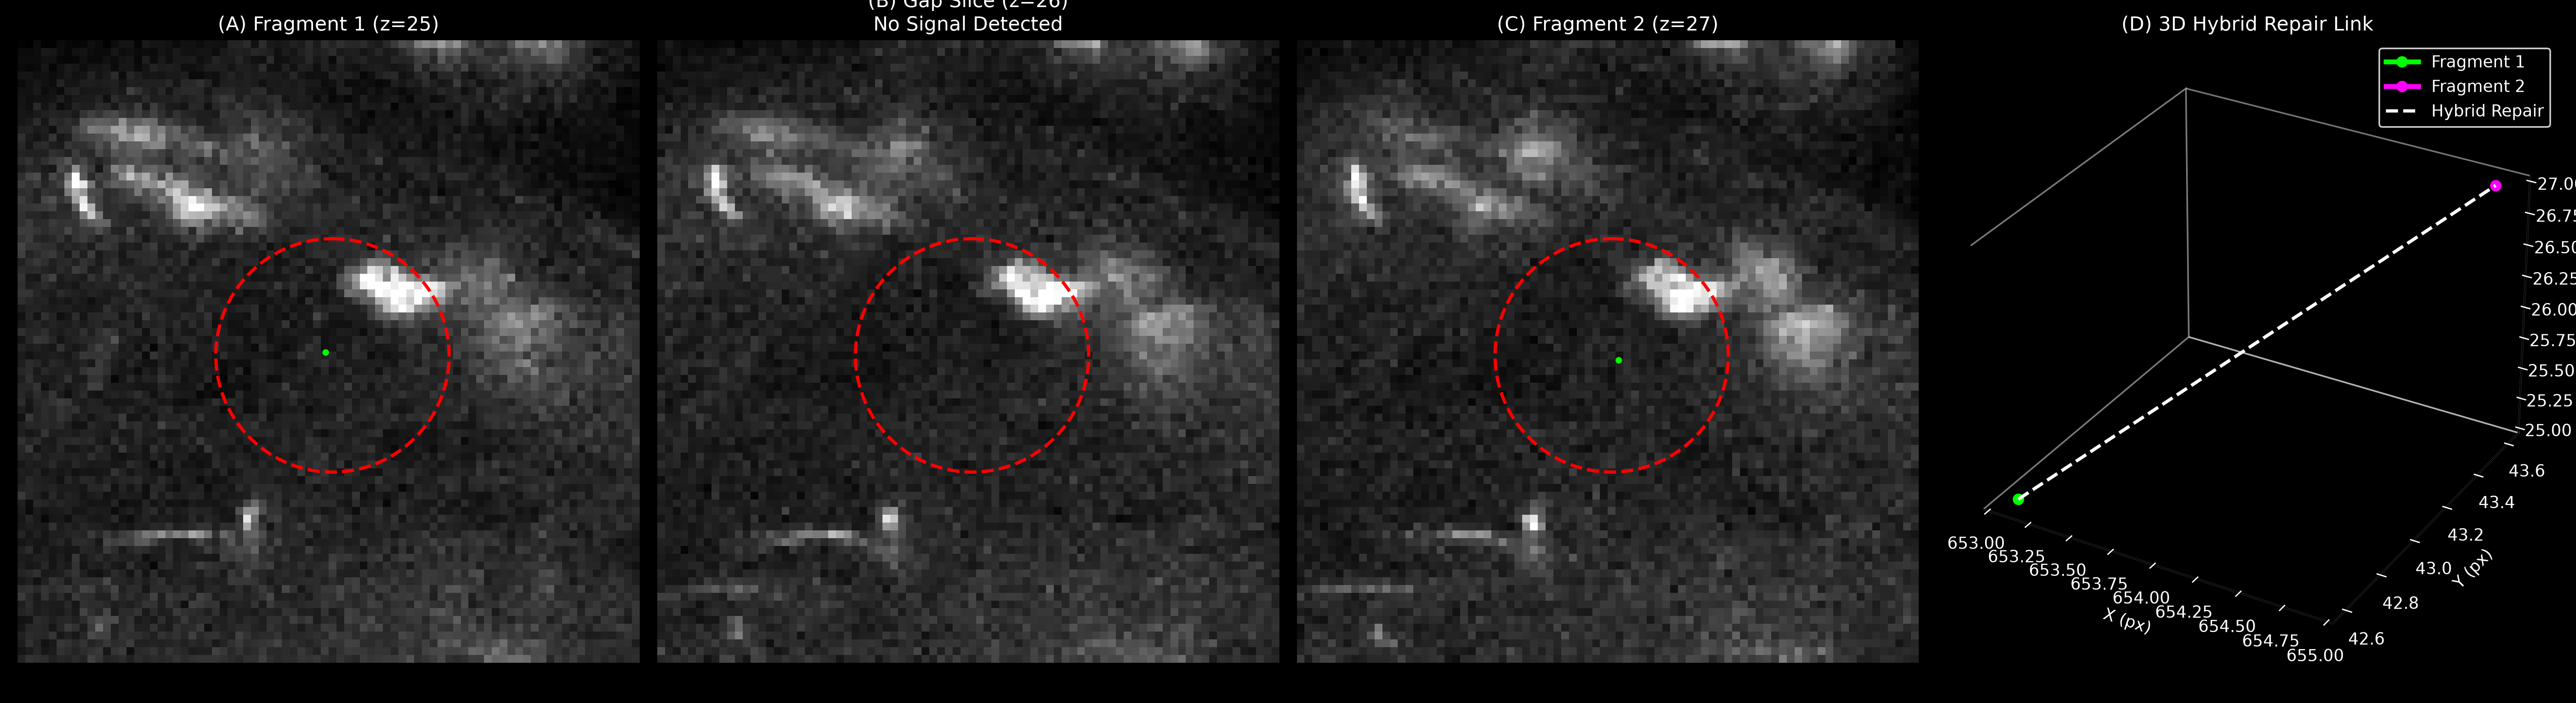 (A) Fragment 1 (z=25)
(B) Gap Slice (z=26)
No Signal Detected
(C) Fragment 2 (z=27)
(D) 3D Hybrid Repair Link
Fragment 1
Fragment 2
Hybrid Repair
27.0
26.75
26.50
26.25
26.00
25.75
25.50
25.25
25.00
43.6
43.4
43.2
43.0
42.8
42.6
Y (px)
653.00
653.25
653.50
653.75
654.00
654.25
654.50
654.75
655.00
X (px)